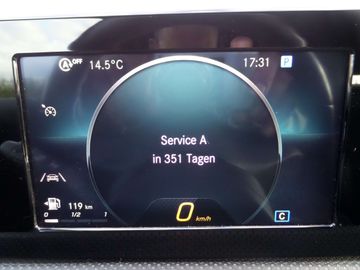 A OFF 14.5°C 17:31 P
Service A
in 351 Tagen
119 km
0 1/2 1
0 km/h C